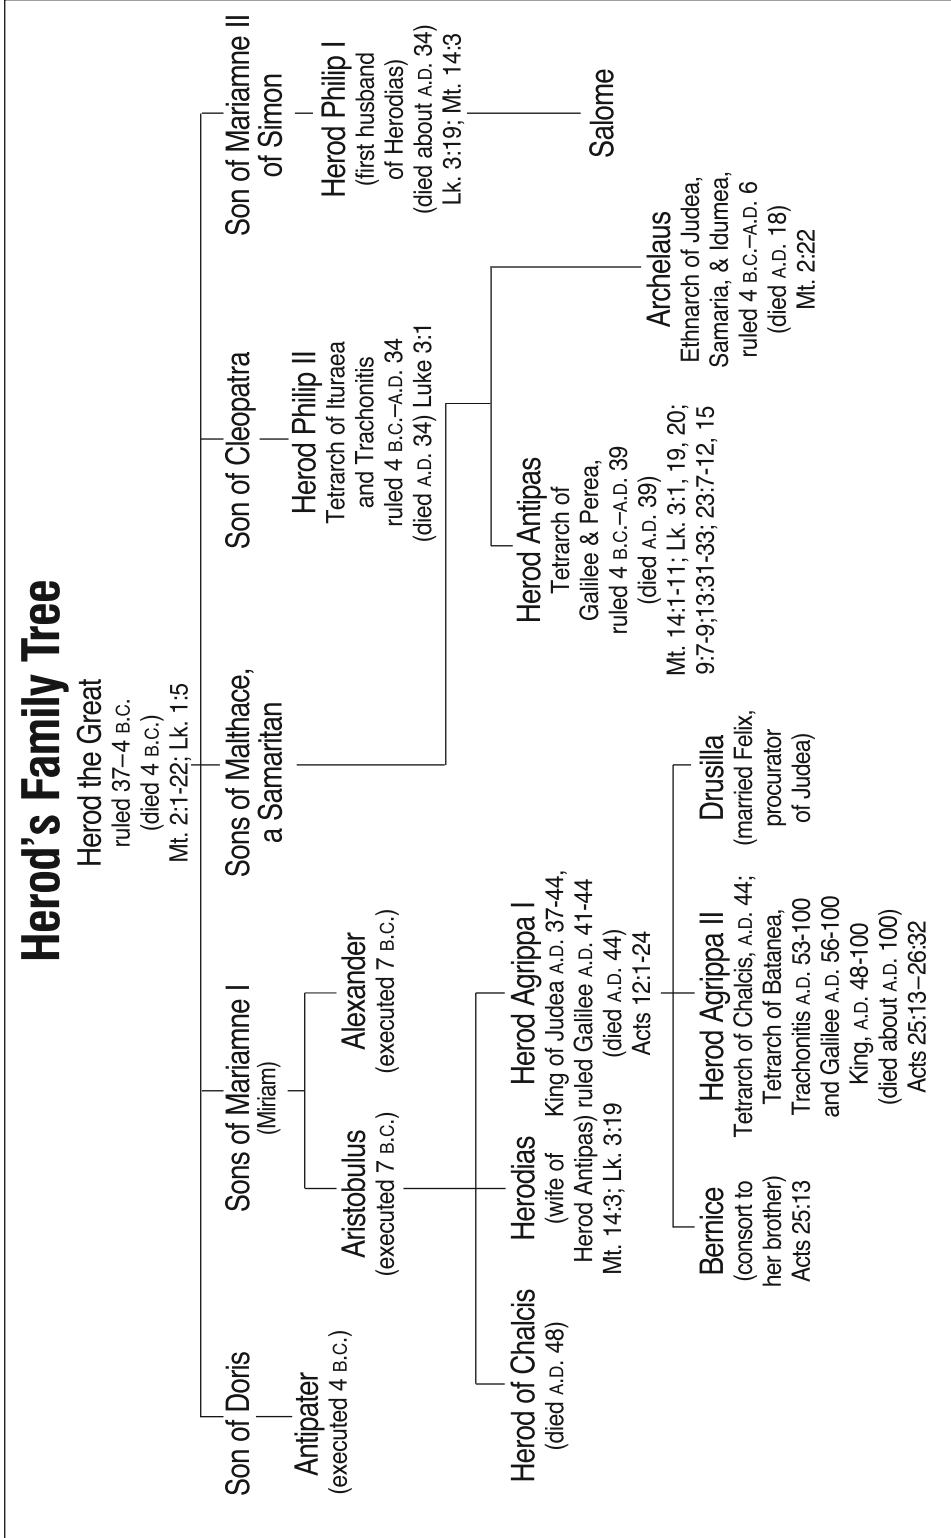 Herod's Family Tree
Herod the Great
ruled 37–4 B.C.
(died 4 B.C.)
Mt. 2:1-22; Lk. 1:5
Son of Doris
Antipater
(executed 4 B.C.)
Sons of Mariamne I
(Miriam)
Aristobulus
(executed 7 B.C.)
Alexander
(executed 7 B.C.)
Herod of Chalcis
(died A.D. 48)
Herodias
(wife of
Herod Antipas)
Mt. 14:3; Lk. 3:19
Herod Agrippa I
King of Judea A.D. 37-44,
ruled Galilee A.D. 41-44
(died A.D. 44)
Acts 12:1-24
Bernice
(consort to
her brother)
Acts 25:13
Herod Agrippa II
Tetrarch of Chalcis, A.D. 44;
Tetrarch of Batanea,
Trachonitis A.D. 53-100
and Galilee A.D. 56-100
King, A.D. 48-100
(died about A.D. 100)
Acts 25:13–26:32
Drusilla
(married Felix,
procurator
of Judea)
Sons of Malthace,
a Samaritan
Herod Antipas
Tetrarch of
Galilee & Perea,
ruled 4 B.C.–A.D. 39
(died A.D. 39)
Mt. 14:1-11; Lk. 3:1, 19, 20;
9:7-9;13:31-33; 23:7-12, 15
Archelaus
Ethnarch of Judea,
Samaria, & Idumea,
ruled 4 B.C.–A.D. 6
(died A.D. 18)
Mt. 2:22
Son of Cleopatra
Herod Philip II
Tetrarch of Ituraea
and Trachonitis
ruled 4 B.C.–A.D. 34
(died A.D. 34) Luke 3:1
Son of Mariamne II
of Simon
Herod Philip I
(first husband
of Herodias)
(died about A.D. 34)
Lk. 3:19; Mt. 14:3
Salome